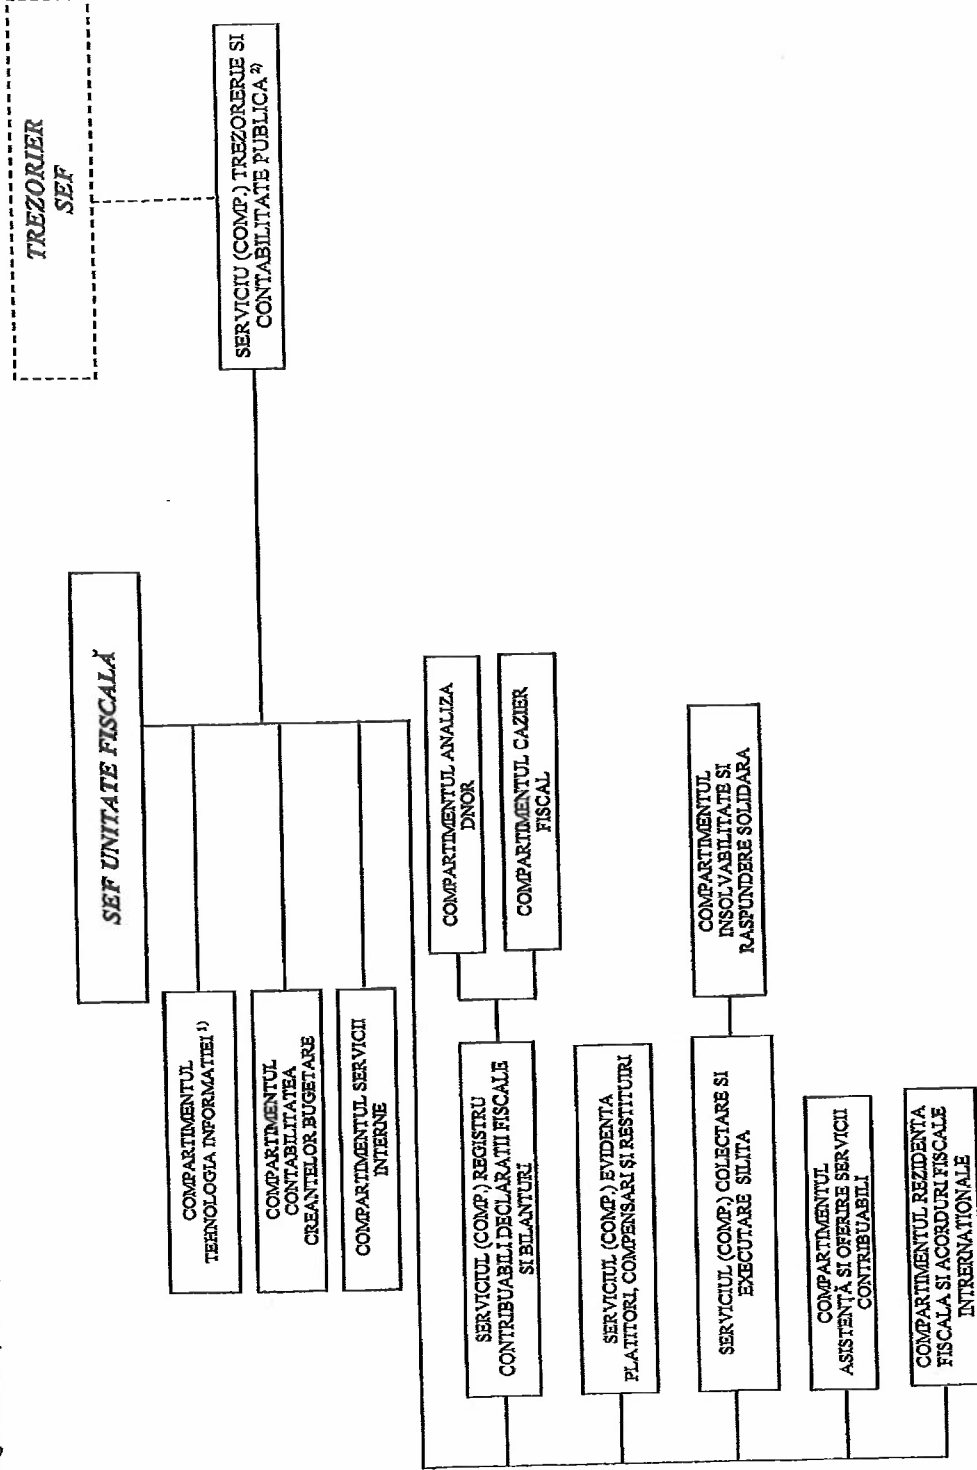 TREZORIER
SEF
SERVICIU (COMP.) TREZORERIE SI
CONTABILITATE PUBLICA 2)
SEF UNITATE FISCALĂ
COMPARTIMENTUL
TEHNOLOGIA INFORMATIEI 1)
COMPARTIMENTUL
CONTABILITATEA
CREANTELOR BUGETARE
COMPARTIMENTUL SERVICII
INTERNE
SERVICIUL (COMP.) REGISTRU
CONTRIBUABILI DECLARATII FISCALE
SI BILANTURI
COMPARTIMENTUL ANALIZA
DNOR
COMPARTIMENTUL CAZIER
FISCAL
SERVICIUL (COMP.) EVIDENTA
PLATITORI, COMPENSARI ȘI RESTITUIRI
SERVICIUL (COMP.) COLECTARE SI
EXECUTARE SILITA
COMPARTIMENTUL
INSOLVABILITATE SI
RASPUNDERE SOLIDARA
COMPARTIMENTUL
ASISTENȚĂ SI OFERIRE SERVICII
CONTRIBUABILI
COMPARTIMENTUL REZIDENTA
FISCALA SI ACORDURI FISCALE
INTRERNATIONALE